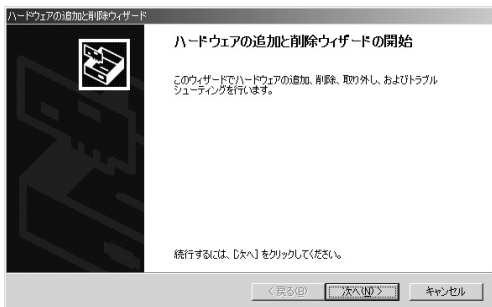 ハードウェアの追加と削除ウィザード
ハードウェアの追加と削除ウィザードの開始
このウィザードでハードウェアの追加、削除、取り外し、およびトラブル
シューティングを行います。
続行するには、[次へ] をクリックしてください。
< 戻る(B) 次へ(N) > キャンセル